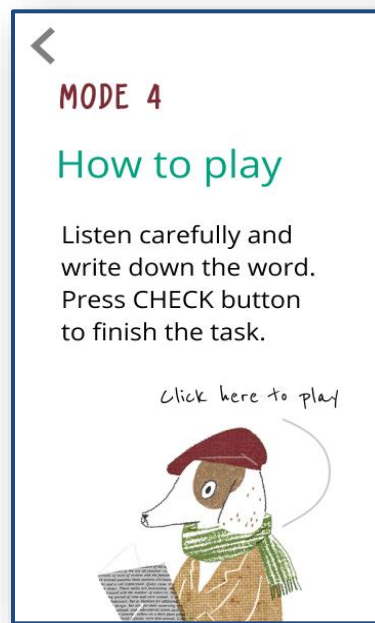 MODE 4
How to play
Listen carefully and
write down the word.
Press CHECK button
to finish the task.
Click here to play